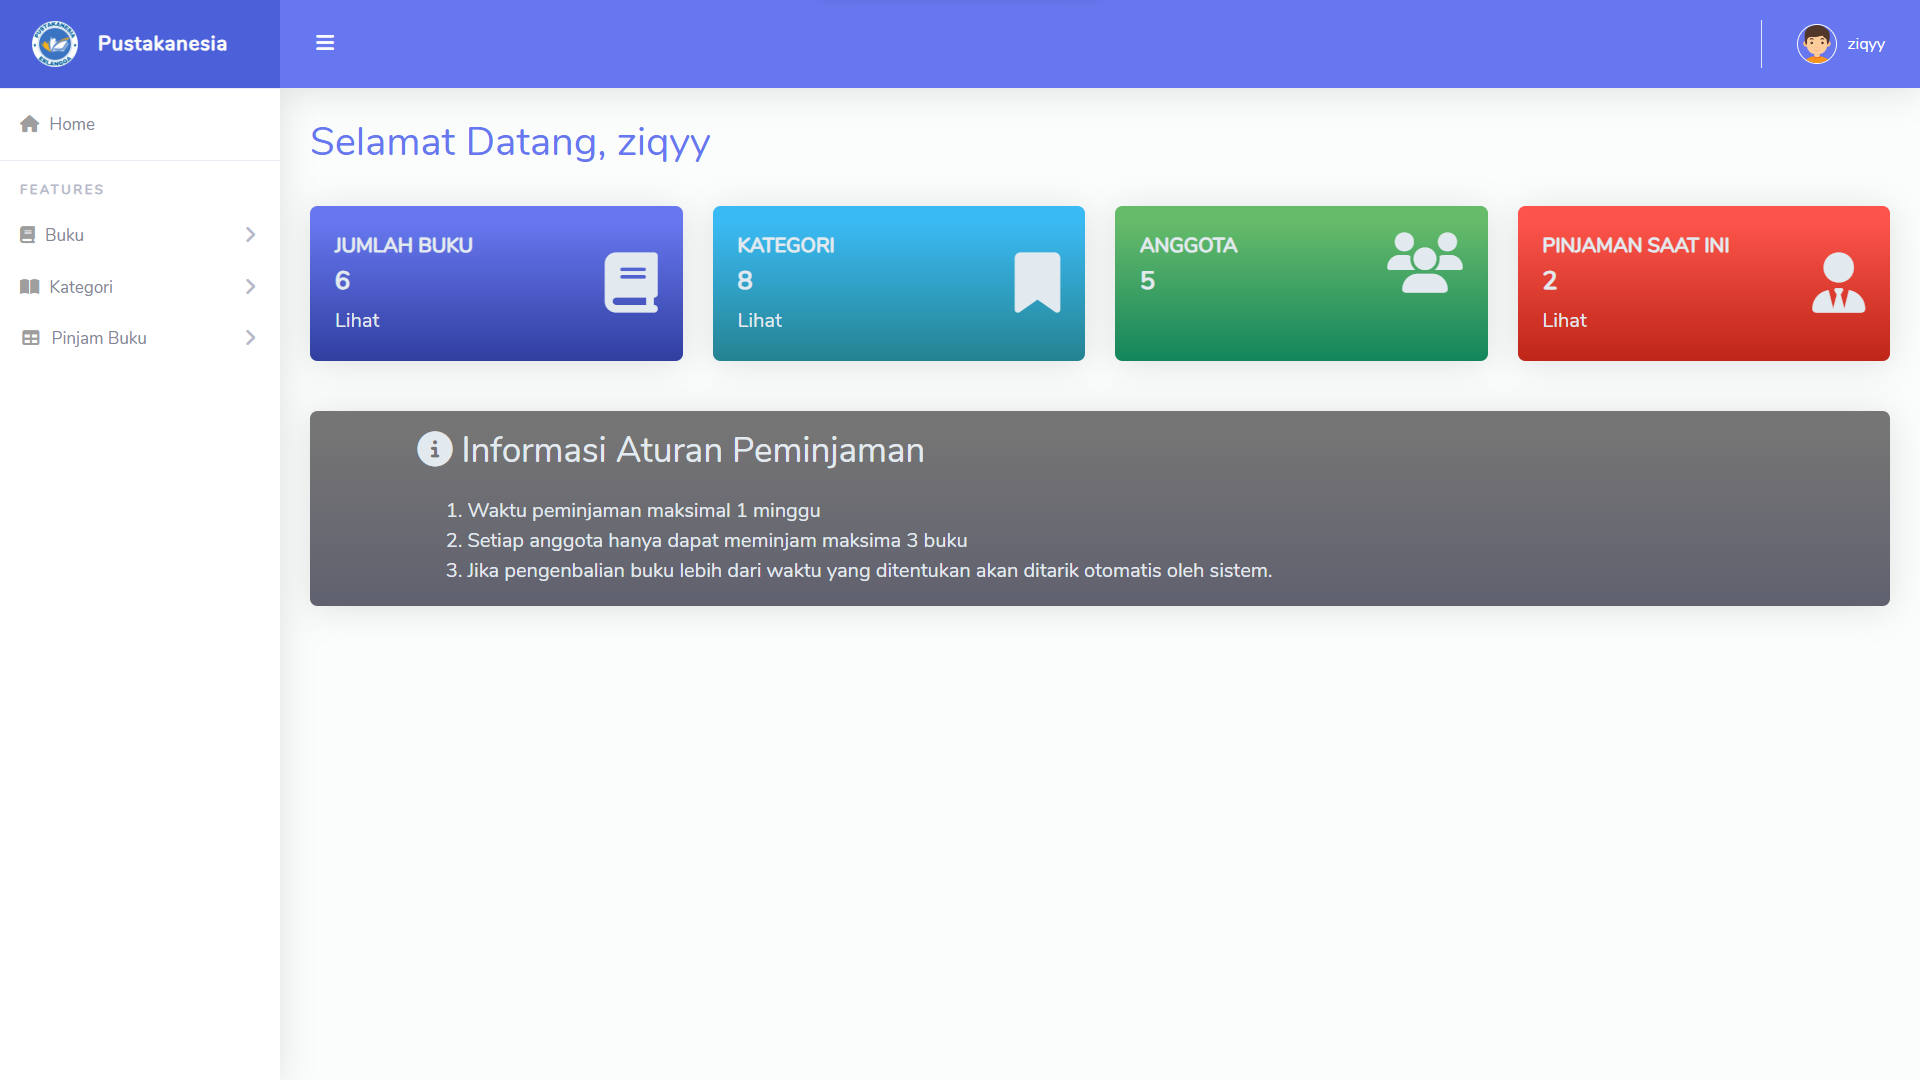 Pustakanesia
ziqyy
Home
FEATURES
Buku
Kategori
Pinjam Buku
Selamat Datang, ziqyy
JUMLAH BUKU
6
Lihat
KATEGORI
8
Lihat
ANGGOTA
5
PINJAMAN SAAT INI
2
Lihat
Informasi Aturan Peminjaman
1. Waktu peminjaman maksimal 1 minggu
2. Setiap anggota hanya dapat meminjam maksima 3 buku
3. Jika pengenbalian buku lebih dari waktu yang ditentukan akan ditarik otomatis oleh sistem.